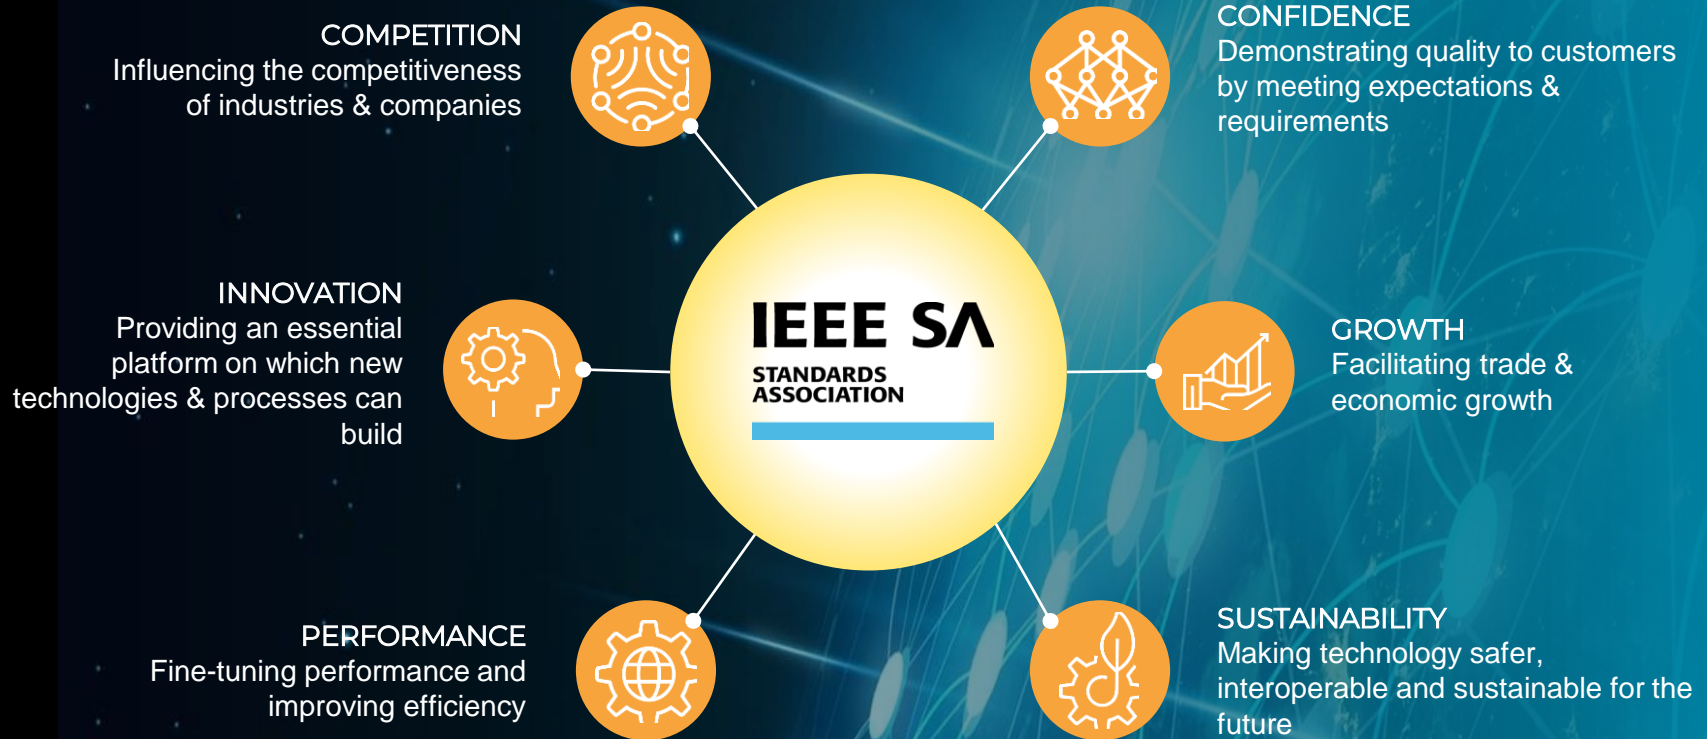 COMPETITION
Influencing the competitiveness
of industries & companies
CONFIDENCE
Demonstrating quality to customers
by meeting expectations &
requirements
INNOVATION
Providing an essential
platform on which new
technologies & processes can
build
IEEE SA
STANDARDS
ASSOCIATION
GROWTH
Facilitating trade &
economic growth
PERFORMANCE
Fine-tuning performance and
improving efficiency
SUSTAINABILITY
Making technology safer,
interoperable and sustainable for the
future